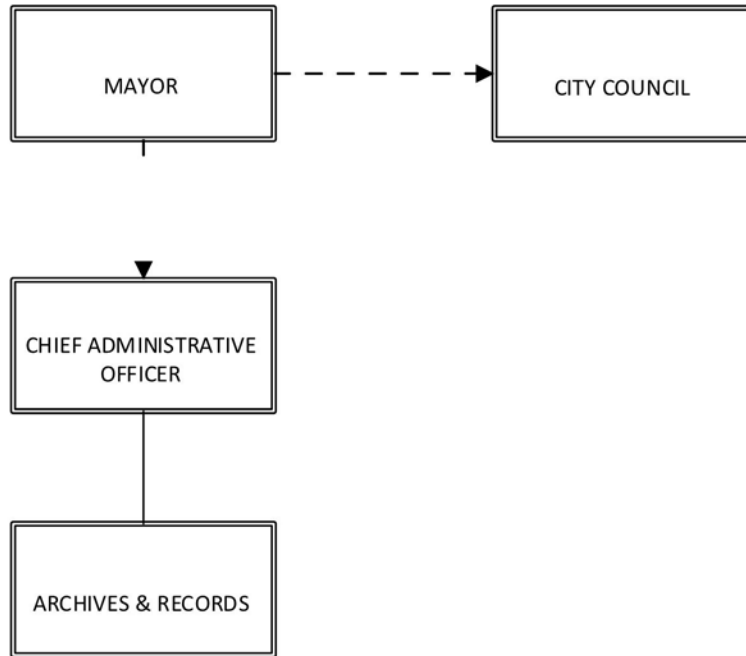 MAYOR
CITY COUNCIL
CHIEF ADMINISTRATIVE
OFFICER
ARCHIVES & RECORDS